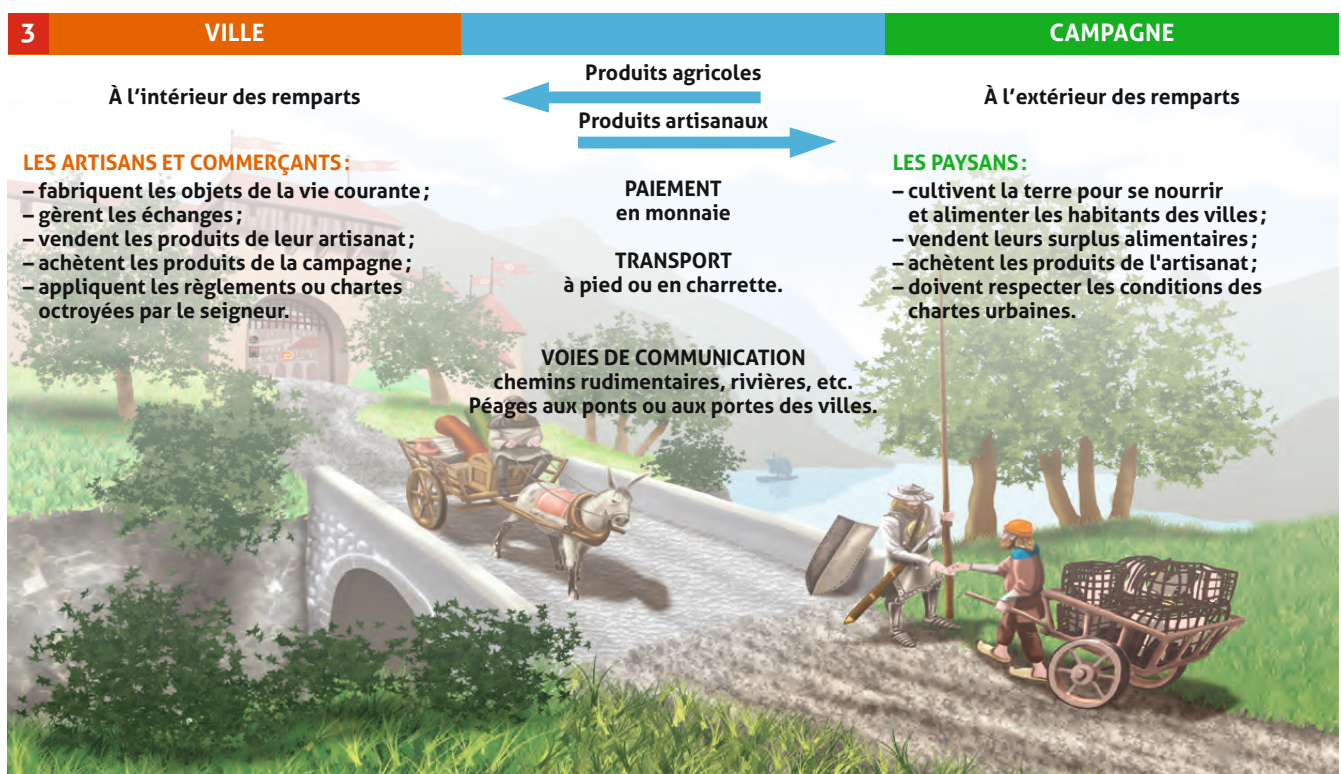 3
VILLE
CAMPAGNE
À l'intérieur des remparts
LES ARTISANS ET COMMERÇANTS :
– fabriquent les objets de la vie courante ;
– gèrent les échanges ;
– vendent les produits de leur artisanat ;
– achètent les produits de la campagne ;
– appliquent les règlements ou chartes
octroyées par le seigneur.
Produits agricoles
Produits artisanaux
PAIEMENT
en monnaie
TRANSPORT
à pied ou en charrette.
VOIES DE COMMUNICATION
chemins rudimentaires, rivières, etc.
Péages aux ponts ou aux portes des villes.
À l'extérieur des remparts
LES PAYSANS :
– cultivent la terre pour se nourrir
et alimenter les habitants des villes ;
– vendent leurs surplus alimentaires ;
– achètent les produits de l'artisanat ;
– doivent respecter les conditions des
chartes urbaines.